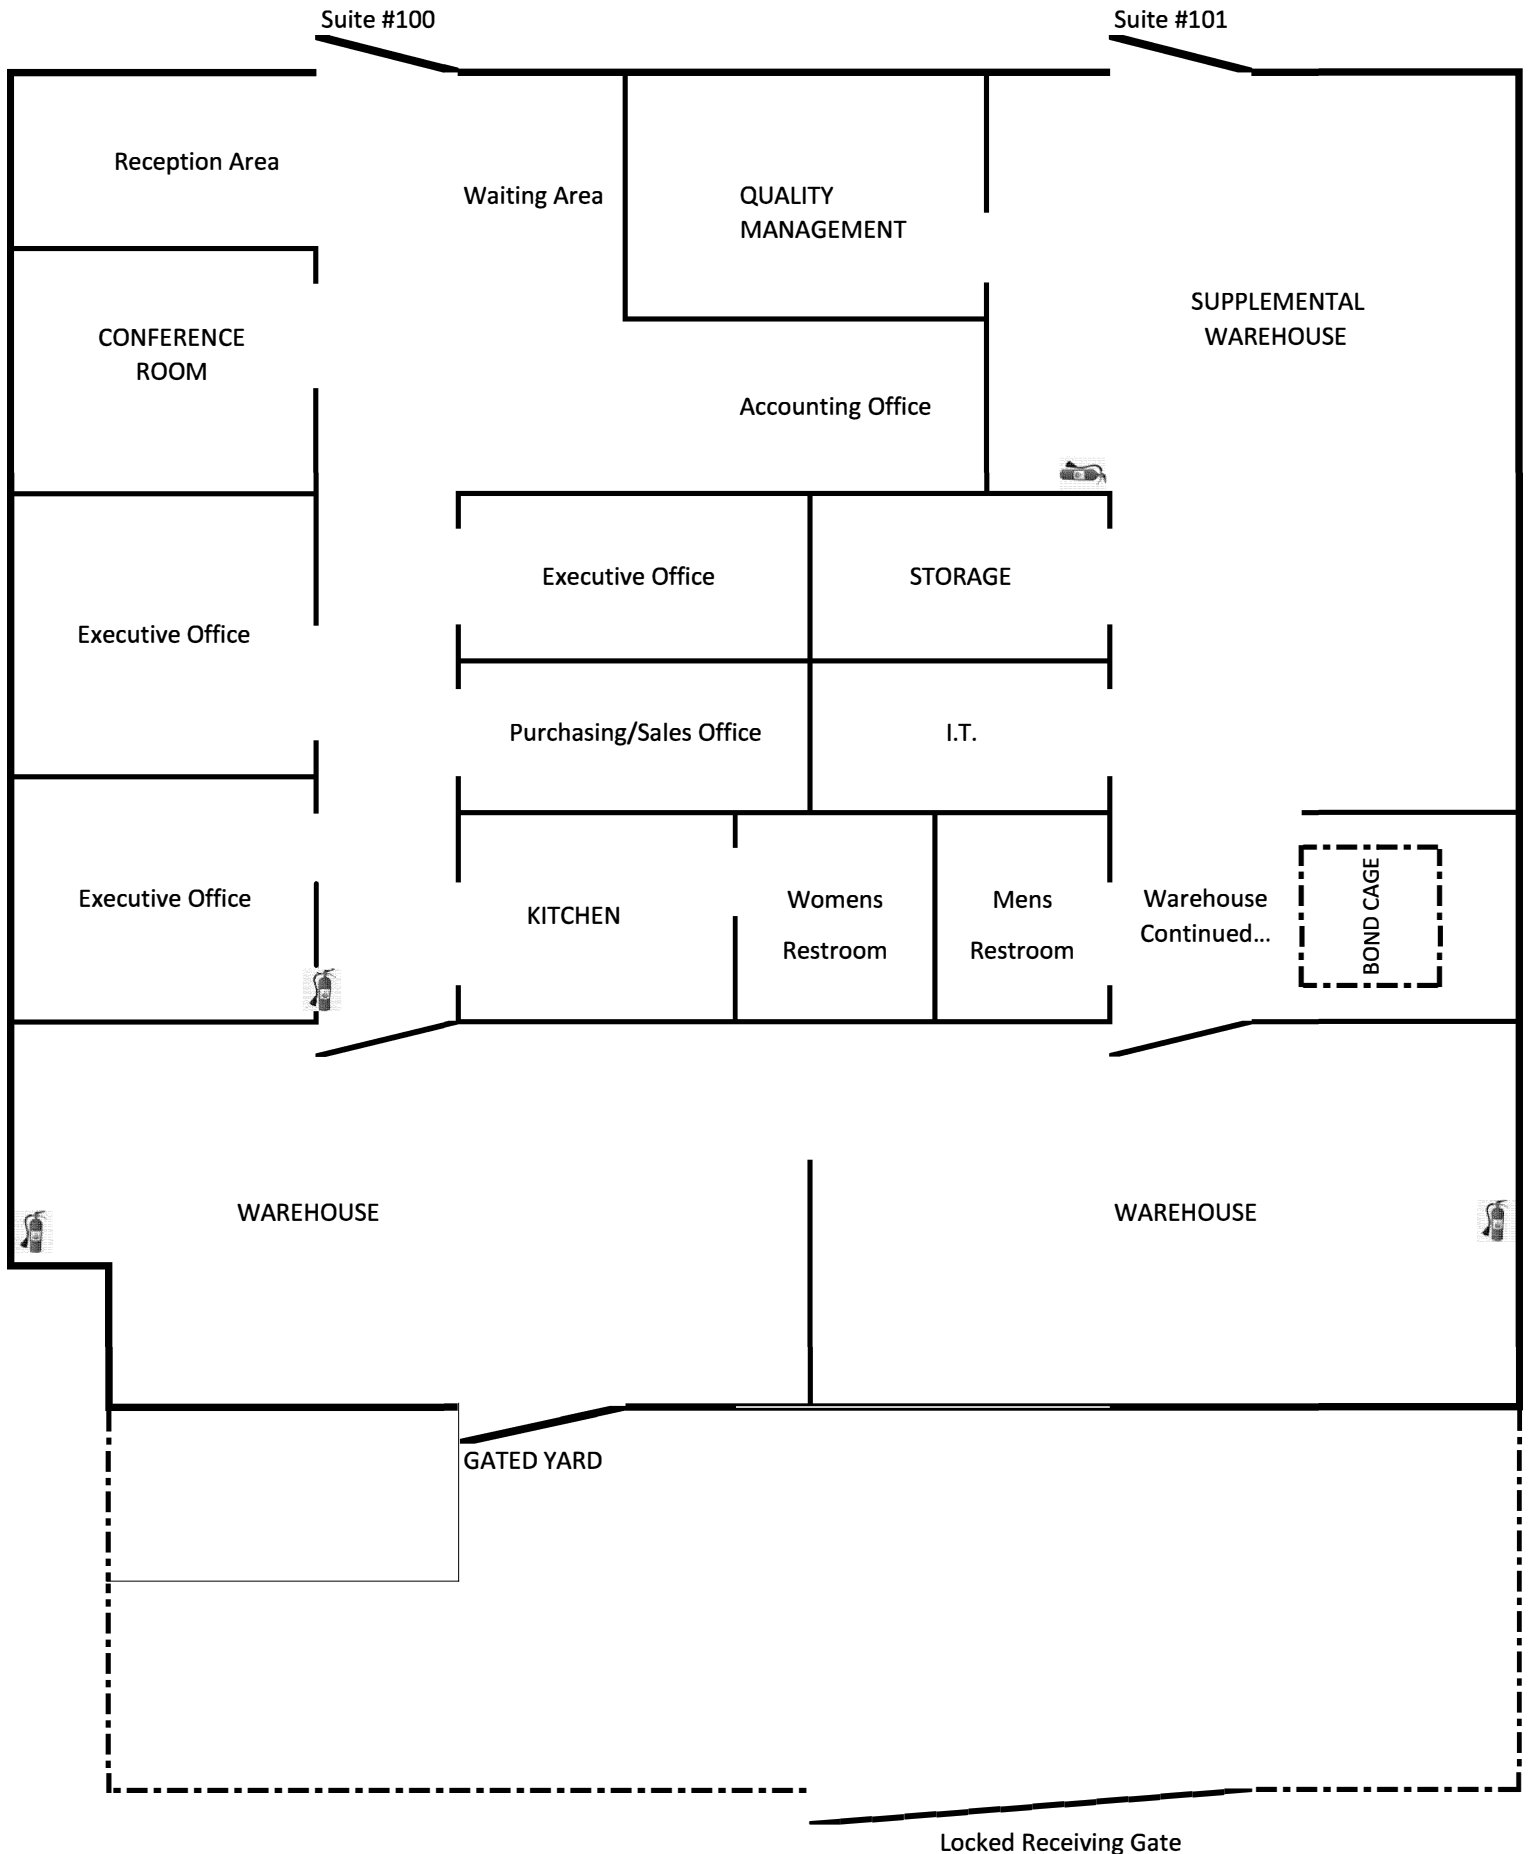 Suite #100
Suite #101
Reception Area
Waiting Area
QUALITY
MANAGEMENT
SUPPLEMENTAL
WAREHOUSE
CONFERENCE
ROOM
Accounting Office
Executive Office
STORAGE
Executive Office
Purchasing/Sales Office
I.T.
Executive Office
KITCHEN
Womens
Restroom
Mens
Restroom
Warehouse
Continued...
BOND CAGE
WAREHOUSE
WAREHOUSE
GATED YARD
Locked Receiving Gate